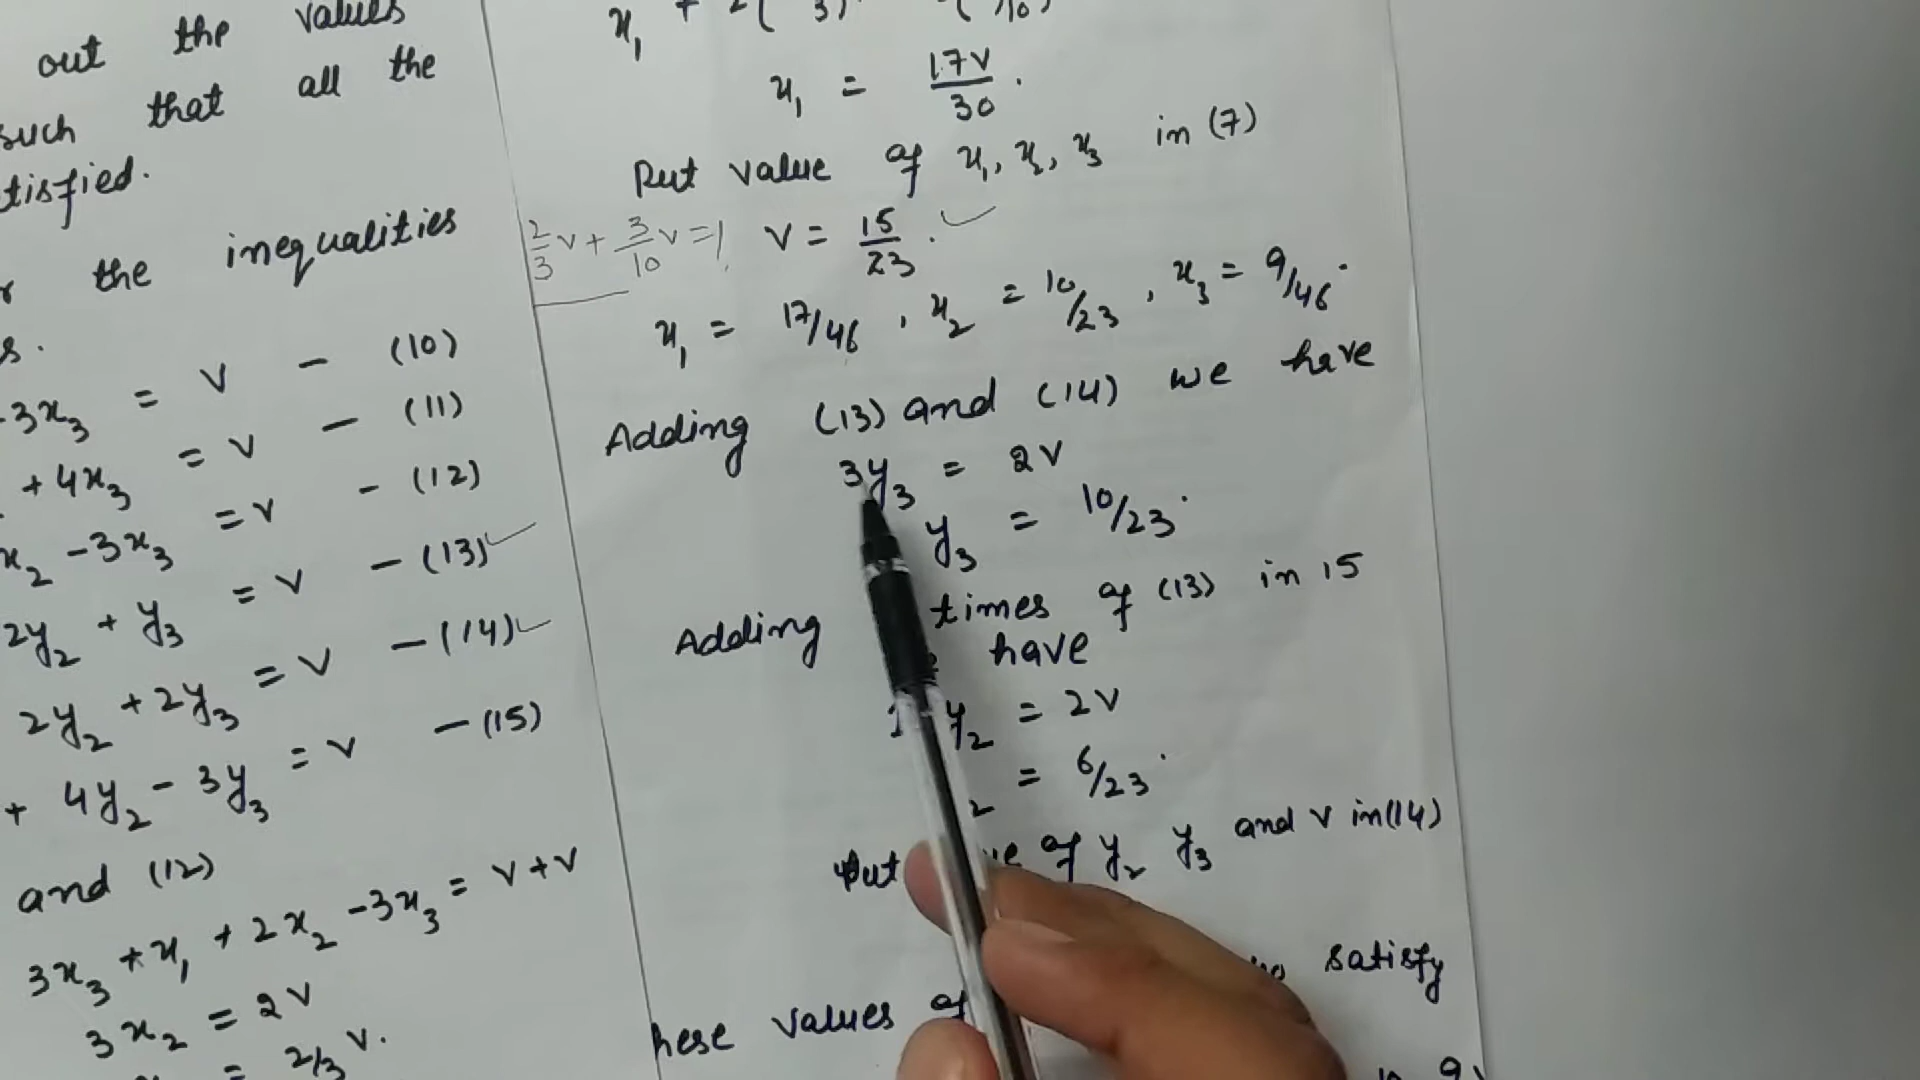 out the values
such that all the
tisfied.
the inequalities
s.
-3x₃ = v - (10)
+ 4x₃ = v - (11)
x₂ - 3x₃ = v - (12)
2y₂ + y₃ = v - (13)
2y₂ + 2y₃ = v - (14)
+ 4y₂ - 3y₃ = v - (15)
and (12)
3x₃ + x₁ + 2x₂ - 3x₃ = v + v
3x₂ = 2v
= 2/3 v.
x₁ = 17v/30.
Put value of x₁, x₂, x₃ in (7)
2/3 v + 3/10 v = 1 v = 15/23.
x₁ = 17/46, x₂ = 10/23, x₃ = 9/46.
Adding (13) and (14) we have
3y₃ = 2v
y₃ = 10/23.
Adding times of (13) in 15
have
y₂ = 2v
= 6/23.
Put of y₂ y₃ and v in (14)
satisfy
hese values of